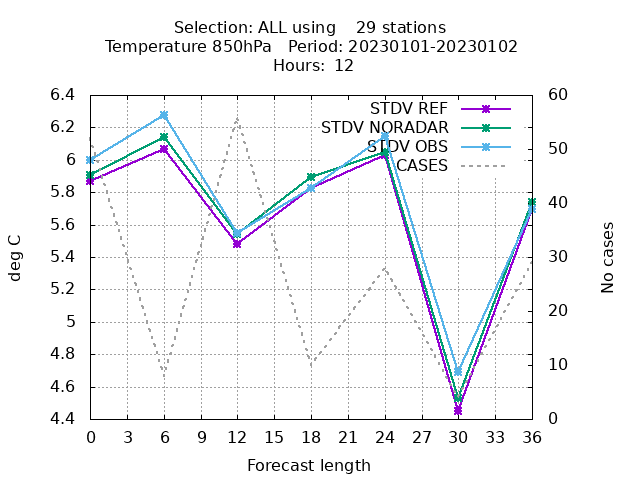 Selection: ALL using    29 stations
Temperature 850hPa   Period: 20230101-20230102
Hours:  12
STDV REF
STDV NORADAR
STDV OBS
CASES
6.4
6.2
6
5.8
5.6
5.4
5.2
5
4.8
4.6
4.4
60
50
40
30
20
10
0
deg C
No cases
0 3 6 9 12 15 18 21 24 27 30 33 36
Forecast length